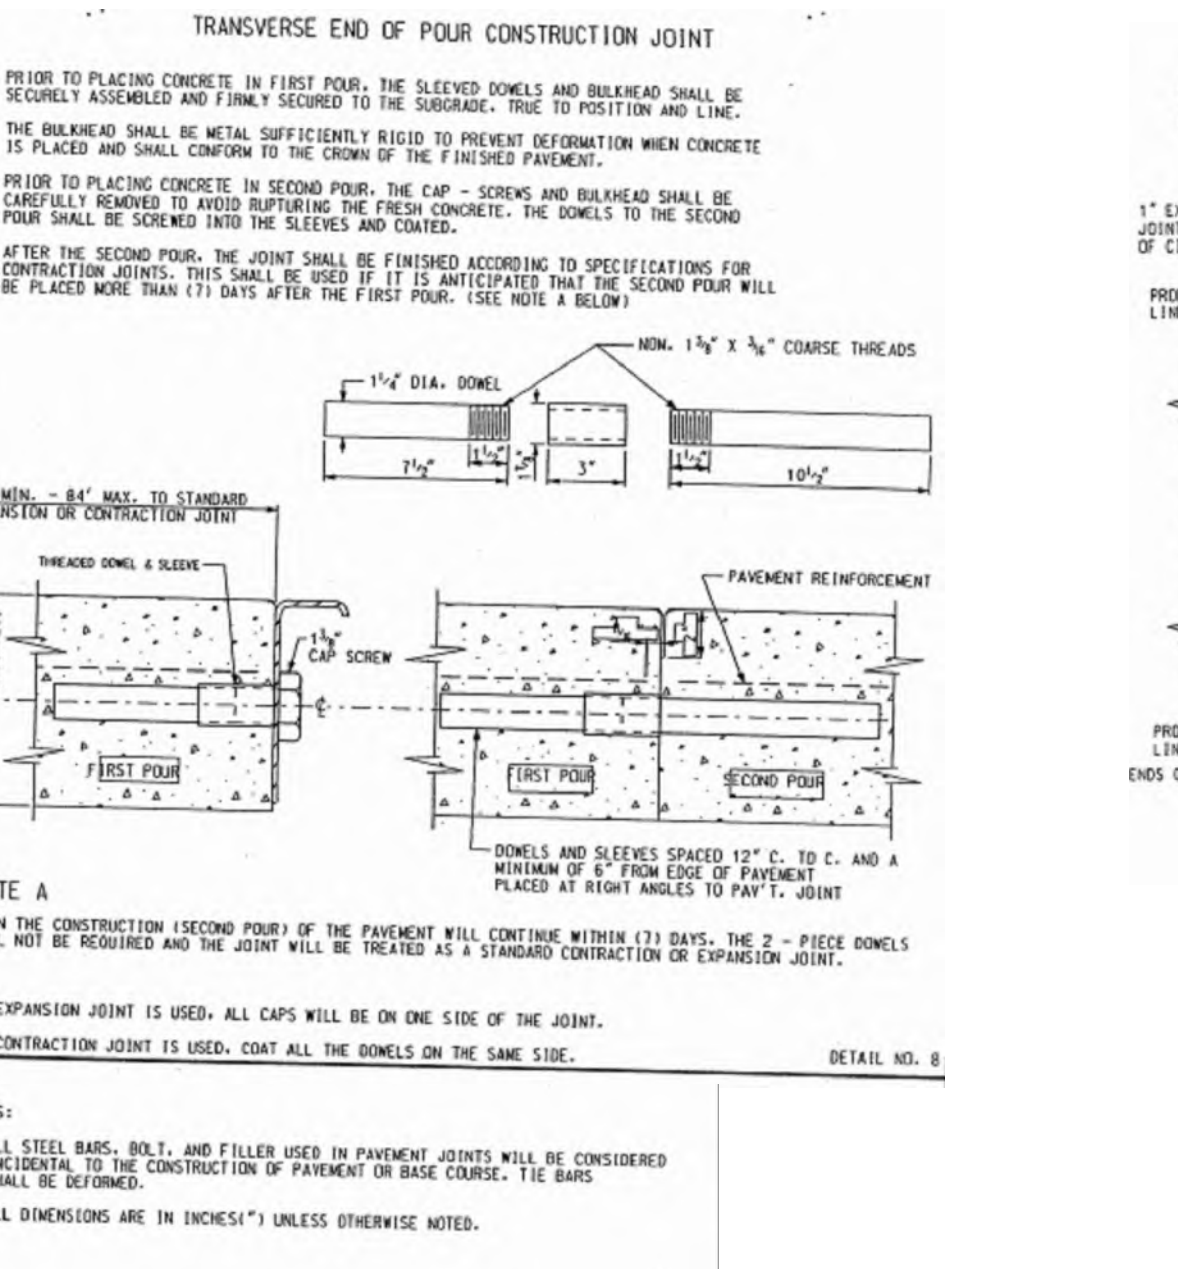 TRANSVERSE END OF POUR CONSTRUCTION JOINT
PRIOR TO PLACING CONCRETE IN FIRST POUR, THE SLEEVED DOWELS AND BULKHEAD SHALL BE
SECURELY ASSEMBLED AND FIRMLY SECURED TO THE SUBGRADE, TRUE TO POSITION AND LINE.
THE BULKHEAD SHALL BE METAL SUFFICIENTLY RIGID TO PREVENT DEFORMATION WHEN CONCRETE
IS PLACED AND SHALL CONFORM TO THE CROWN OF THE FINISHED PAVEMENT.
PRIOR TO PLACING CONCRETE IN SECOND POUR, THE CAP - SCREWS AND BULKHEAD SHALL BE
CAREFULLY REMOVED TO AVOID RUPTURING THE FRESH CONCRETE. THE DOWELS TO THE SECOND
POUR SHALL BE SCREWED INTO THE SLEEVES AND COATED.
AFTER THE SECOND POUR, THE JOINT SHALL BE FINISHED ACCORDING TO SPECIFICATIONS FOR
CONTRACTION JOINTS. THIS SHALL BE USED IF IT IS ANTICIPATED THAT THE SECOND POUR WILL
BE PLACED MORE THAN (7) DAYS AFTER THE FIRST POUR. (SEE NOTE A BELOW)
NOM. 1 3/8" X 3/16" COARSE THREADS
1 1/4" DIA. DOWEL
7 1/2"
1 1/2"
1 3/8"
3"
1 1/2"
10 1/2"
MIN. - 84' MAX. TO STANDARD
NSION OR CONTRACTION JOINT
THREADED DOWEL & SLEEVE
1 3/8"
CAP SCREW
℄
FIRST POUR
PAVEMENT REINFORCEMENT
FIRST POUR
SECOND POUR
DOWELS AND SLEEVES SPACED 12" C. TO C. AND A
MINIMUM OF 6" FROM EDGE OF PAVEMENT
PLACED AT RIGHT ANGLES TO PAV'T. JOINT
TE A
N THE CONSTRUCTION (SECOND POUR) OF THE PAVEMENT WILL CONTINUE WITHIN (7) DAYS, THE 2 - PIECE DOWELS
L NOT BE REQUIRED AND THE JOINT WILL BE TREATED AS A STANDARD CONTRACTION OR EXPANSION JOINT.
EXPANSION JOINT IS USED, ALL CAPS WILL BE ON ONE SIDE OF THE JOINT.
CONTRACTION JOINT IS USED, COAT ALL THE DOWELS ON THE SAME SIDE.
DETAIL NO. 8
S:
LL STEEL BARS, BOLT, AND FILLER USED IN PAVEMENT JOINTS WILL BE CONSIDERED
NCIDENTAL TO THE CONSTRUCTION OF PAVEMENT OR BASE COURSE. TIE BARS
HALL BE DEFORMED.
LL DIMENSIONS ARE IN INCHES(") UNLESS OTHERWISE NOTED.
1" EX
JOINT
OF C
PRO
LIN
PRO
LIN
ENDS